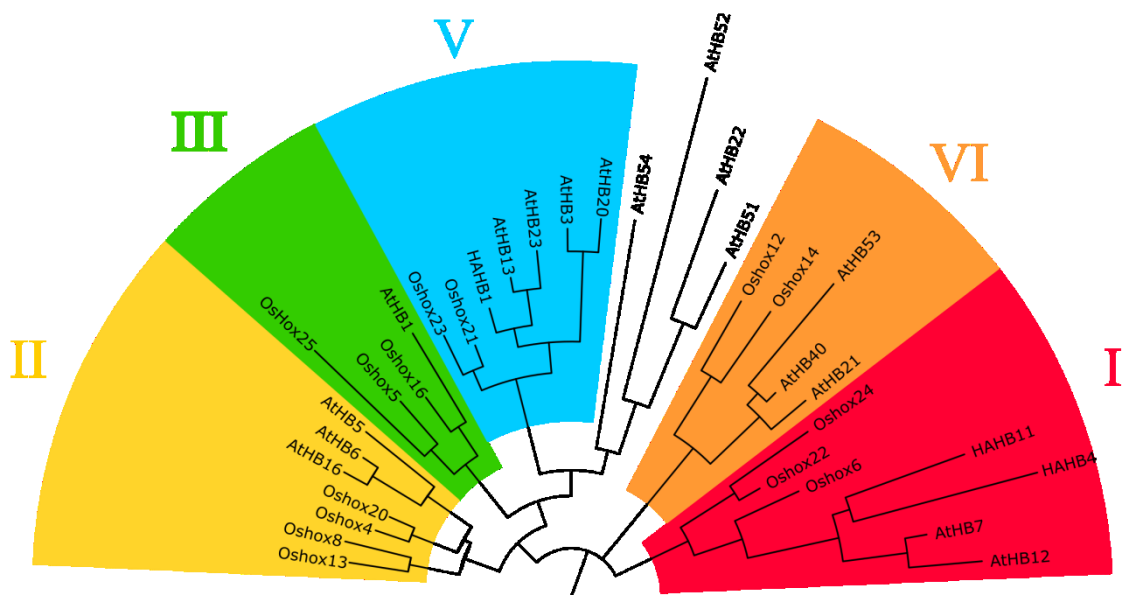 II
III
V
VI
I
Oshox13
Oshox8
Oshox4
Oshox20
AtHB16
AtHB6
AtHB5
OsHox25
Oshox5
Oshox16
AtHB1
Oshox23
Oshox21
HAHB1
AtHB13
AtHB23
AtHB3
AtHB20
AtHB54
AtHB52
AtHB22
AtHB51
Oshox12
Oshox14
AtHB53
AtHB40
AtHB21
Oshox24
Oshox22
Oshox6
HAHB11
HAHB4
AtHB7
AtHB12